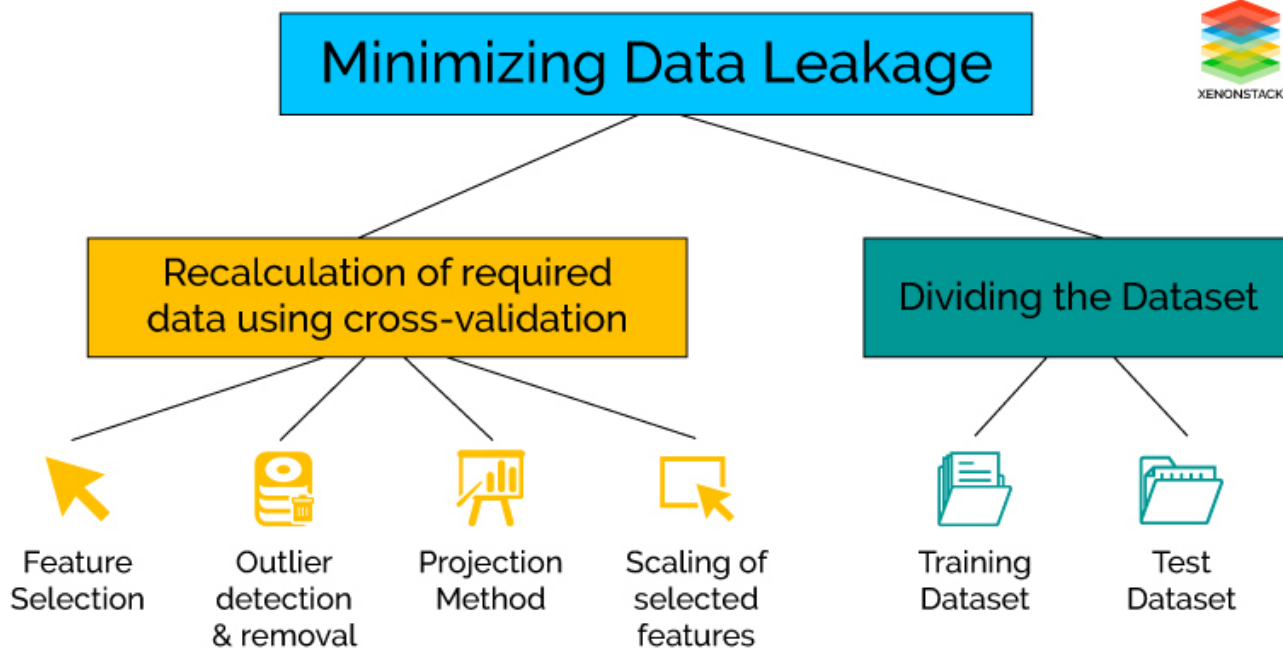 Minimizing Data Leakage
XENONSTACK
Recalculation of required
data using cross-validation
Dividing the Dataset
Feature
Selection
Outlier
detection
& removal
Projection
Method
Scaling of
selected
features
Training
Dataset
Test
Dataset